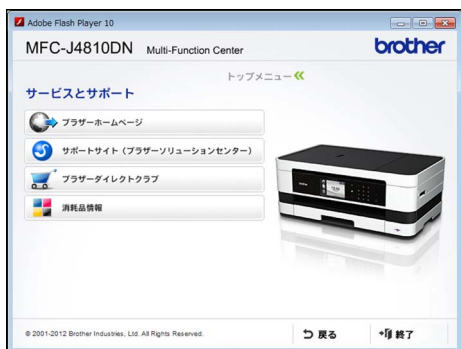 Adobe Flash Player 10
MFC-J4810DN Multi-Function Center brother
トップメニュー
サービスとサポート
ブラザーホームページ
サポートサイト（ブラザーソリューションセンター）
ブラザーダイレクトクラブ
消耗品情報
© 2001-2012 Brother Industries, Ltd. All Rights Reserved. 戻る 終了